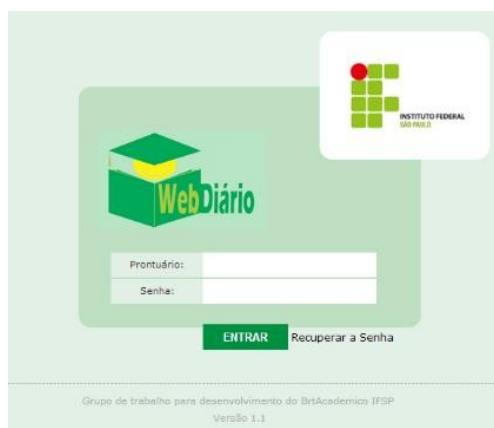 INSTITUTO FEDERAL
SÃO PAULO
WebDiário
Prontuário:
Senha:
ENTRAR Recuperar a Senha
Grupo de trabalho para desenvolvimento do BrtAcademico IFSP
Versão 1.1